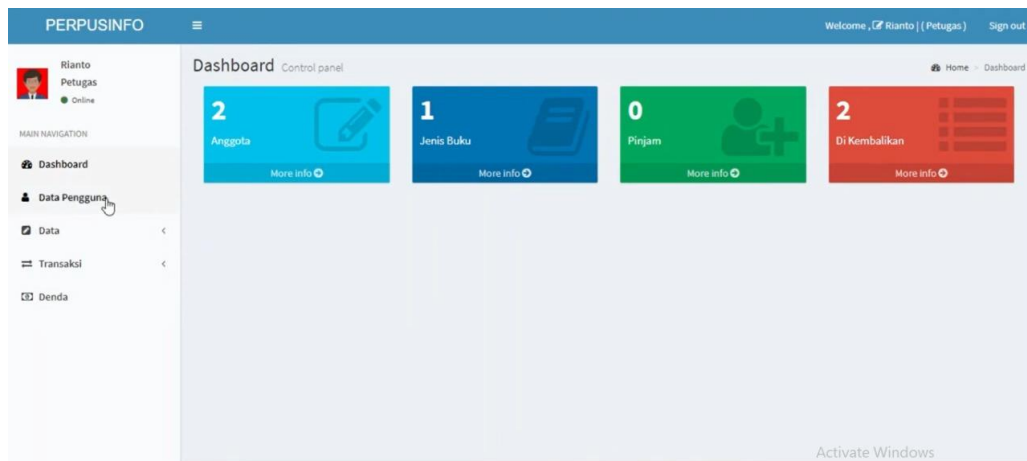 PERPUSINFO
Welcome , Rianto | ( Petugas )
Sign out
Rianto
Petugas
Online
MAIN NAVIGATION
Dashboard
Data Pengguna
Data
Transaksi
Denda
Dashboard Control panel
Home > Dashboard
2
Anggota
More info
1
Jenis Buku
More info
0
Pinjam
More info
2
Di Kembalikan
More info
Activate Windows